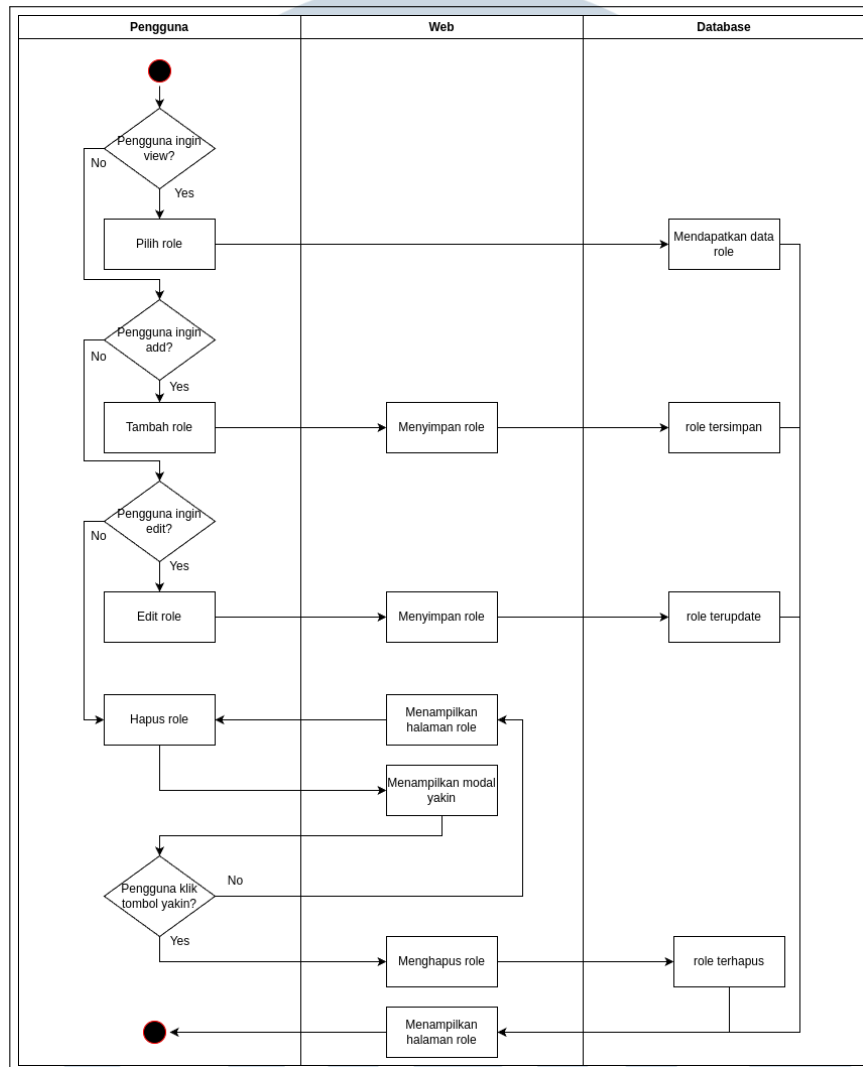 Pengguna
Web
Database
Pengguna ingin
view?
No
Yes
Pilih role
Mendapatkan data
role
Pengguna ingin
add?
No
Yes
Tambah role
Menyimpan role
role tersimpan
Pengguna ingin
edit?
No
Yes
Edit role
Menyimpan role
role terupdate
Hapus role
Menampilkan
halaman role
Menampilkan modal
yakin
Pengguna klik
tombol yakin?
No
Yes
Menghapus role
role terhapus
Menampilkan
halaman role